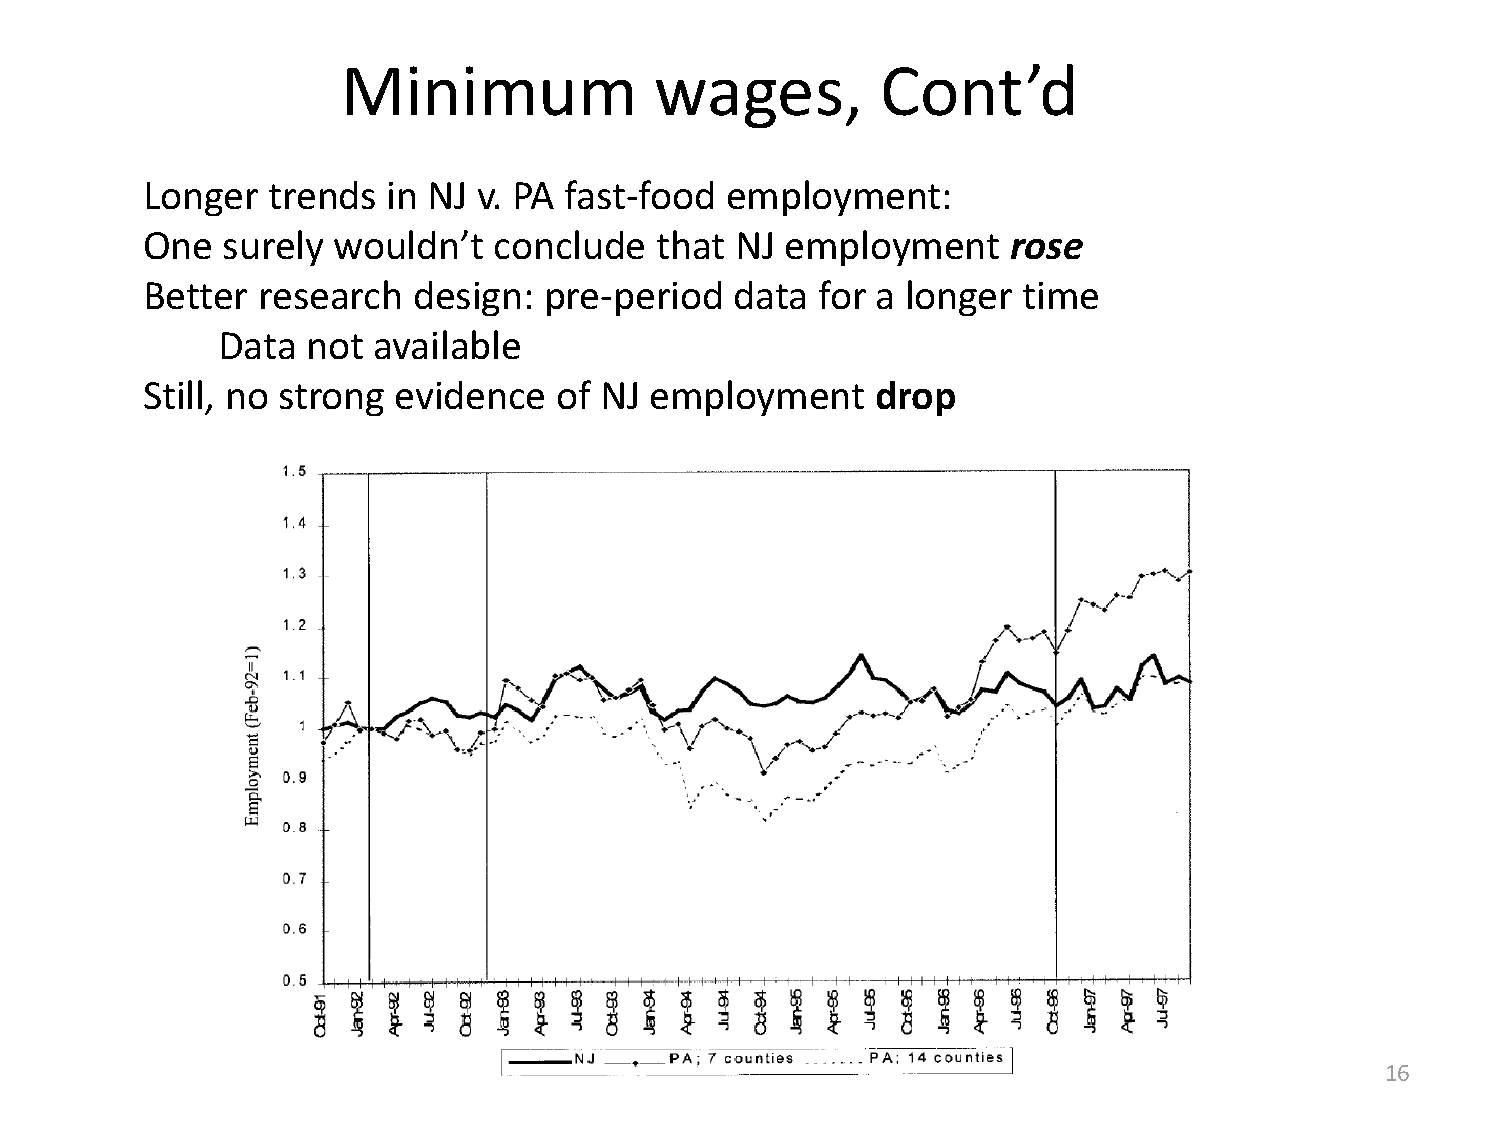 Minimum wages, Cont’d
Longer trends in NJ v. PA fast-food employment:
One surely wouldn’t conclude that NJ employment rose
Better research design: pre-period data for a longer time
Data not available
Still, no strong evidence of NJ employment drop
1.5
1.4
1.3
1.2
1.1
1
0.9
0.8
0.7
0.6
0.5
Employment (Feb-92=1)
Oct-91 Jan-92 Apr-92 Jul-92 Oct-92 Jan-93 Apr-93 Jul-93 Oct-93 Jan-94 Apr-94 Jul-94 Oct-94 Jan-95 Apr-95 Jul-95 Oct-95 Jan-96 Apr-96 Jul-96 Oct-96 Jan-97 Apr-97 Jul-97
NJ PA; 7 counties PA; 14 counties
16